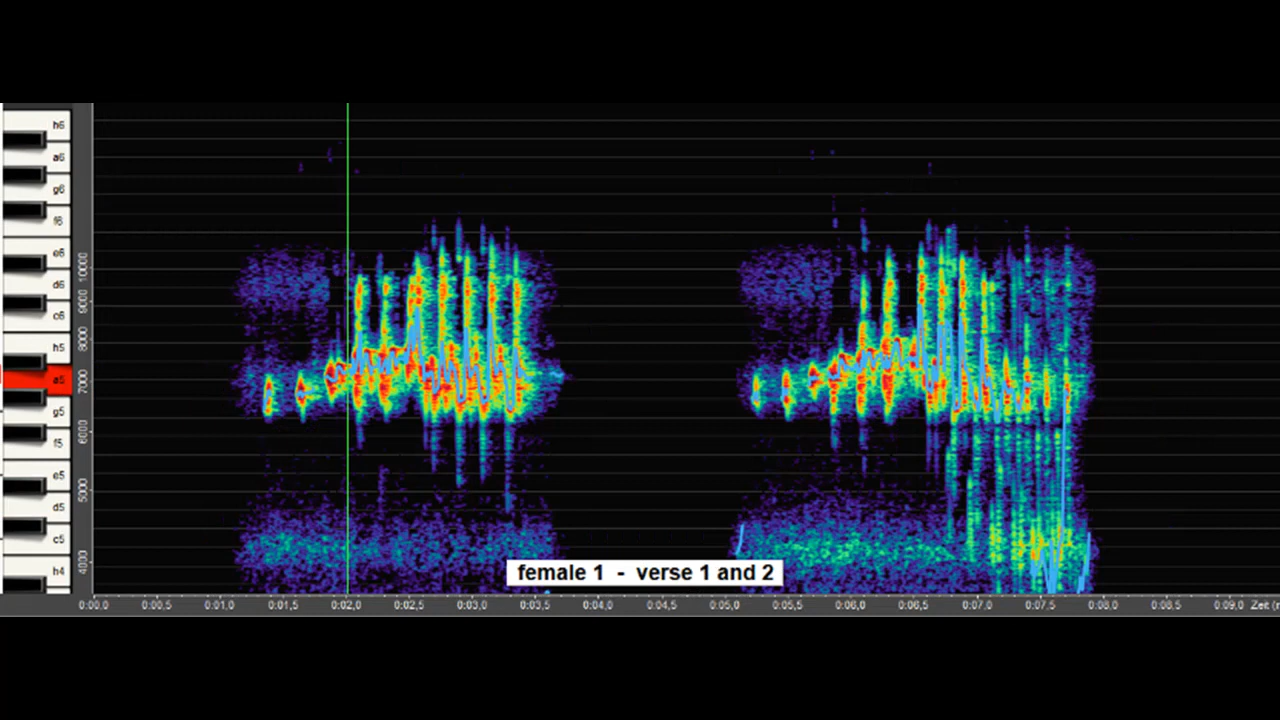 h6
a6
g6
f6
e6
d6
c6
h5
a5
g5
f5
e5
d5
c5
h4
10000
9000
8000
7000
6000
5000
4000
female 1 - verse 1 and 2
0:00,0 0:00,5 0:01,0 0:01,5 0:02,0 0:02,5 0:03,0 0:03,5 0:04,0 0:04,5 0:05,0 0:05,5 0:06,0 0:06,5 0:07,0 0:07,5 0:08,0 0:08,5 0:09,0 Zeit